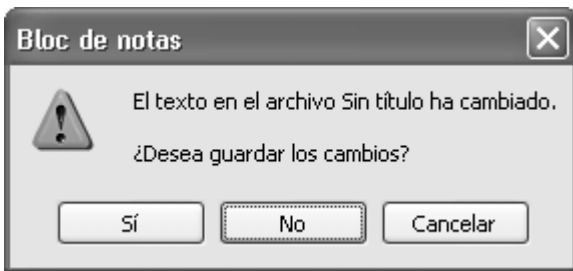 Bloc de notas
El texto en el archivo Sin título ha cambiado.
¿Desea guardar los cambios?
Sí No Cancelar